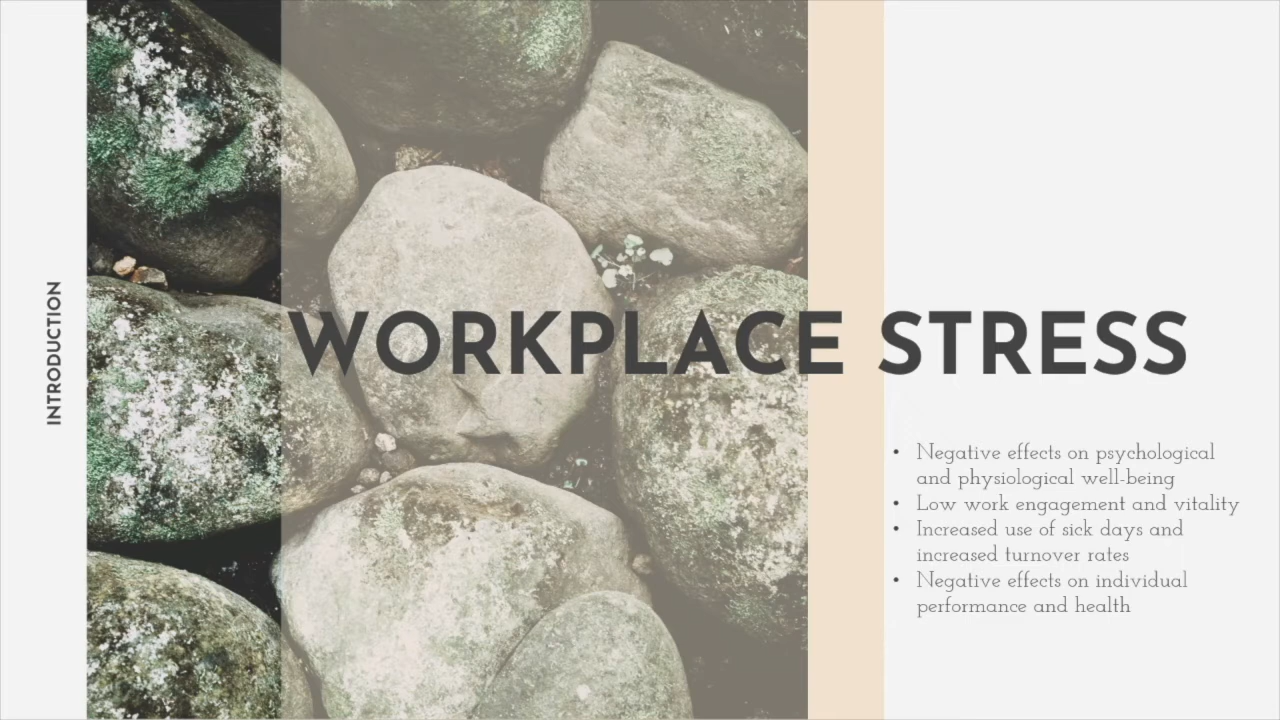 INTRODUCTION
WORKPLACE STRESS
• Negative effects on psychological
and physiological well-being
• Low work engagement and vitality
• Increased use of sick days and
increased turnover rates
• Negative effects on individual
performance and health